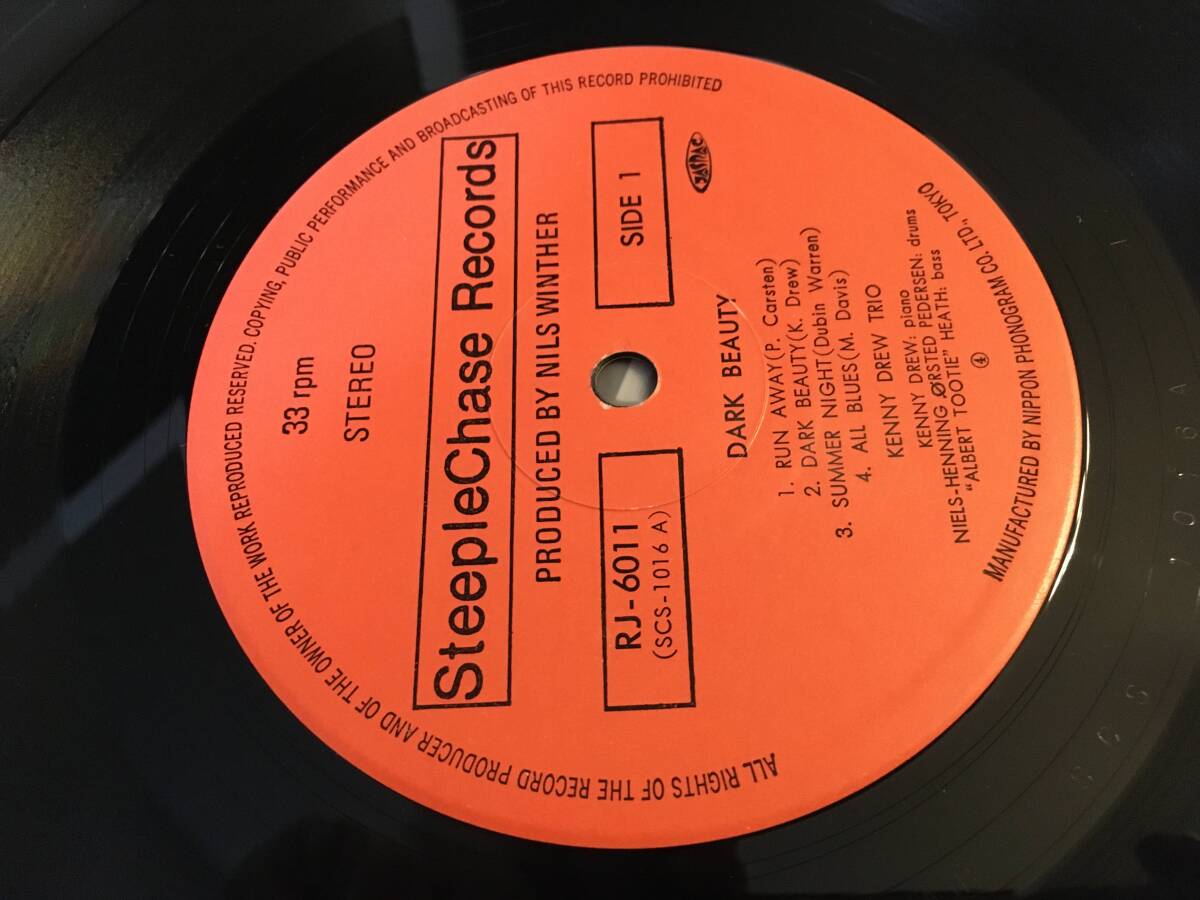 ALL RIGHTS OF THE RECORD PRODUCER AND OF THE OWNER OF THE WORK REPRODUCED RESERVED. COPYING, PUBLIC PERFORMANCE AND BROADCASTING OF THIS RECORD PROHIBITED
33 rpm
STEREO
SteepleChase Records
PRODUCED BY NILS WINTHER
RJ-6011
(SCS-1016 A)
SIDE 1
JASRAC
DARK BEAUTY
1. RUN AWAY(P. Carsten)
2. DARK BEAUTY(K. Drew)
3. SUMMER NIGHT(Dubin Warren)
4. ALL BLUES(M. Davis)
KENNY DREW TRIO
KENNY DREW: piano
NIELS-HENNING ØRSTED PEDERSEN: drums
"ALBERT TOOTIE" HEATH: bass
④
MANUFACTURED BY NIPPON PHONOGRAM CO. LTD., TOKYO
SCS 1016 A